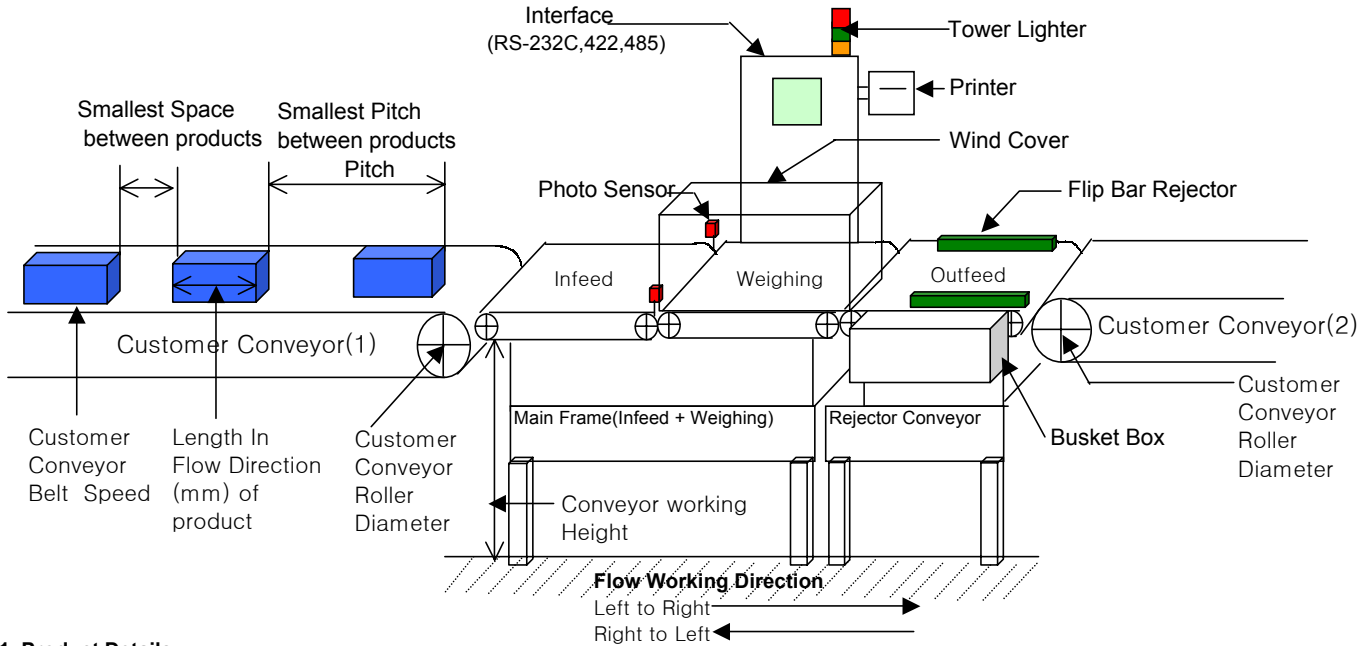 Interface
(RS-232C,422,485)
Tower Lighter
Printer
Smallest Space
between products
Smallest Pitch
between products
Pitch
Wind Cover
Photo Sensor
Flip Bar Rejector
Infeed
Weighing
Outfeed
Customer Conveyor(1)
Customer Conveyor(2)
Main Frame(Infeed + Weighing)
Rejector Conveyor
Busket Box
Customer
Conveyor
Belt Speed
Length In
Flow Direction
(mm) of
product
Customer
Conveyor
Roller
Diameter
Customer
Conveyor
Roller
Diameter
Conveyor working
Height
Flow Working Direction
Left to Right
Right to Left
1. Product Details